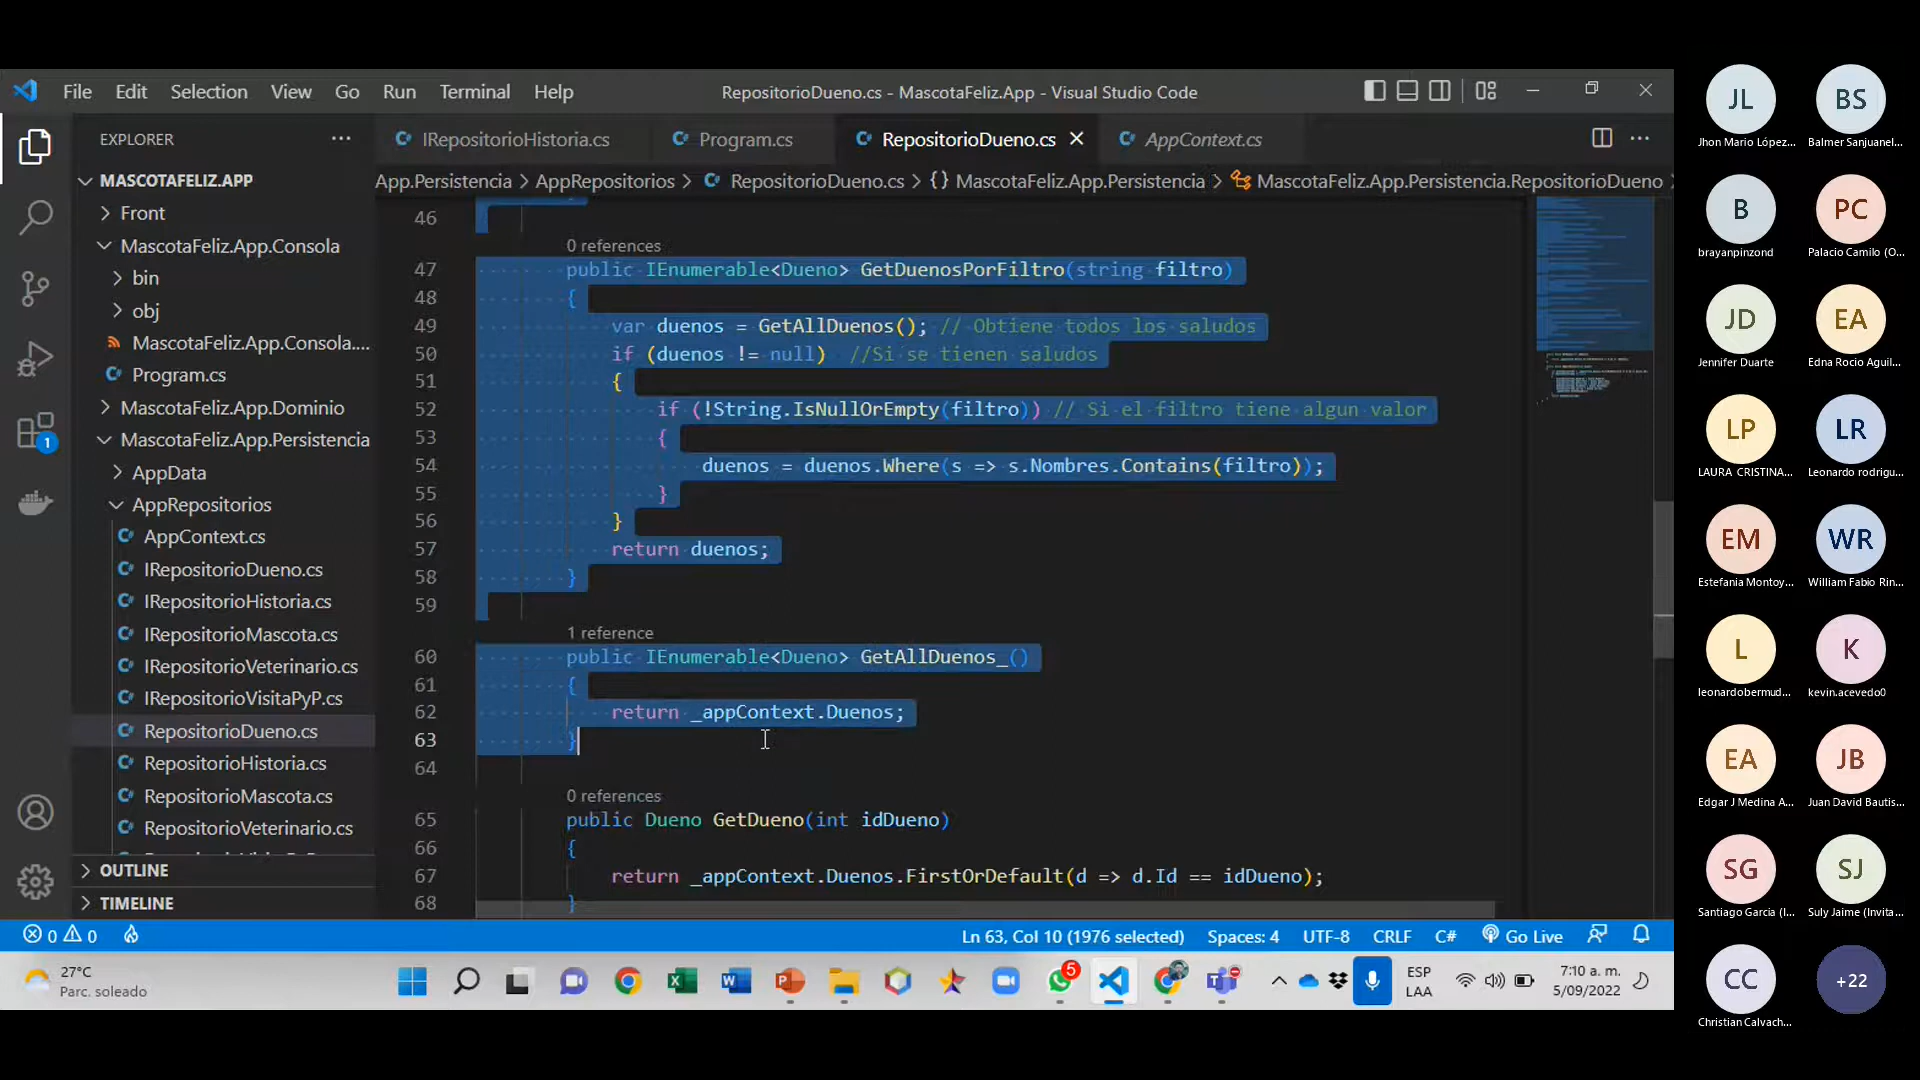 File Edit Selection View Go Run Terminal Help
RepositorioDueno.cs - MascotaFeliz.App - Visual Studio Code
EXPLORER
IRepositorioHistoria.cs
Program.cs
RepositorioDueno.cs
AppContext.cs
App.Persistencia > AppRepositorios > RepositorioDueno.cs > {} MascotaFeliz.App.Persistencia > MascotaFeliz.App.Persistencia.RepositorioDueno
MASCOTAFELIZ.APP
Front
MascotaFeliz.App.Consola
bin
obj
MascotaFeliz.App.Consola....
Program.cs
MascotaFeliz.App.Dominio
MascotaFeliz.App.Persistencia
AppData
AppRepositorios
AppContext.cs
IRepositorioDueno.cs
IRepositorioHistoria.cs
IRepositorioMascota.cs
IRepositorioVeterinario.cs
IRepositorioVisitaPyP.cs
RepositorioDueno.cs
RepositorioHistoria.cs
RepositorioMascota.cs
RepositorioVeterinario.cs
OUTLINE
TIMELINE
1
46
0 references
47 public IEnumerable<Dueno> GetDuenosPorFiltro(string filtro)
48 {
49 var duenos = GetAllDuenos(); // Obtiene todos los saludos
50 if (duenos != null) //Si se tienen saludos
51 {
52 if (!String.IsNullOrEmpty(filtro)) // Si el filtro tiene algun valor
53 {
54 duenos = duenos.Where(s => s.Nombres.Contains(filtro));
55 }
56 }
57 return duenos;
58 }
59
1 reference
60 public IEnumerable<Dueno> GetAllDuenos_()
61 {
62 return _appContext.Duenos;
63 }
64
0 references
65 public Dueno GetDueno(int idDueno)
66 {
67 return _appContext.Duenos.FirstOrDefault(d => d.Id == idDueno);
68 }
0 0
Ln 63, Col 10 (1976 selected) Spaces: 4 UTF-8 CRLF C# Go Live
27°C
Parc. soleado
5
ESP
LAA
7:10 a. m.
5/09/2022
JL
Jhon Mario López...
BS
Balmer Sanjuanel...
B
brayanpinzond
PC
Palacio Camilo (O...
JD
Jennifer Duarte
EA
Edna Rocio Aguil...
LP
LAURA CRISTINA...
LR
Leonardo rodrigu...
EM
Estefania Montoy...
WR
William Fabio Rin...
L
leonardobermud...
K
kevin.acevedo0
EA
Edgar J Medina A...
JB
Juan David Bautis...
SG
Santiago Garcia (I...
SJ
Suly Jaime (Invita...
CC
Christian Calvach...
+22